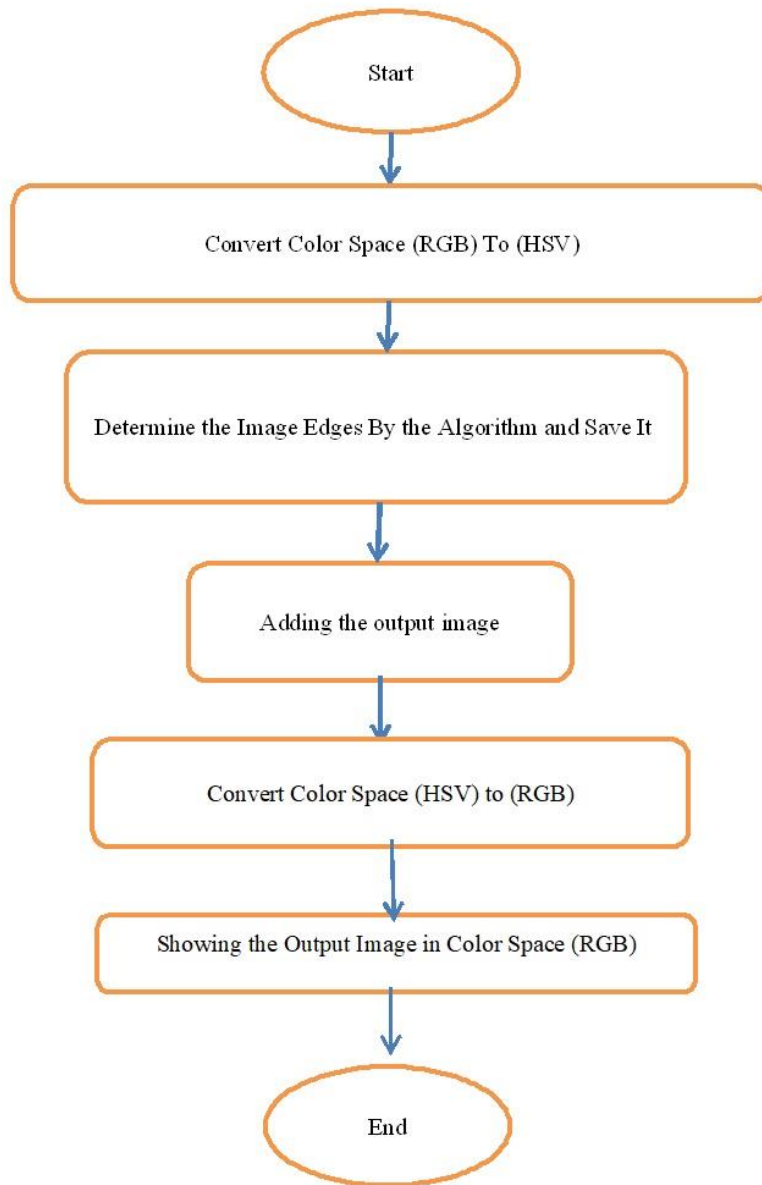 Start
Convert Color Space (RGB) To (HSV)
Determine the Image Edges By the Algorithm and Save It
Adding the output image
Convert Color Space (HSV) to (RGB)
Showing the Output Image in Color Space (RGB)
End